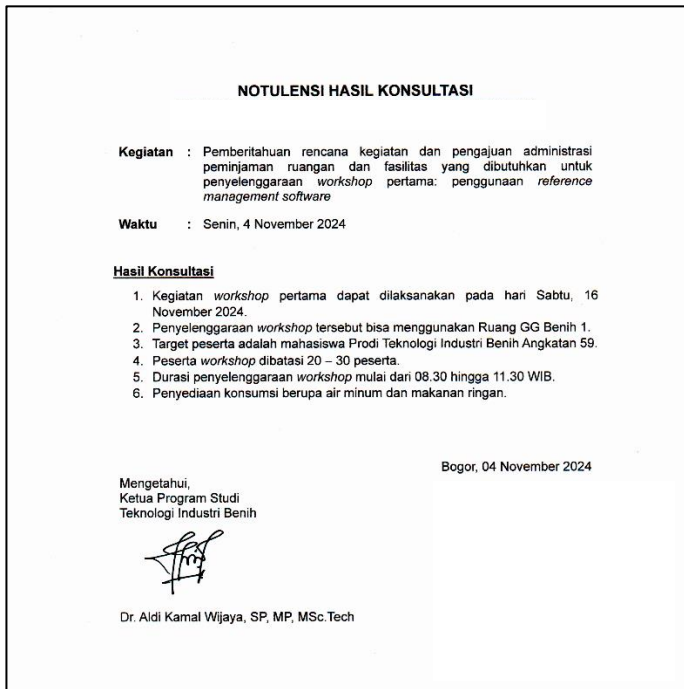 NOTULENSI HASIL KONSULTASI
Kegiatan : Pemberitahuan rencana kegiatan dan pengajuan administrasi
peminjaman ruangan dan fasilitas yang dibutuhkan untuk
penyelenggaraan workshop pertama: penggunaan reference
management software
Waktu : Senin, 4 November 2024
Hasil Konsultasi
1. Kegiatan workshop pertama dapat dilaksanakan pada hari Sabtu, 16
November 2024.
2. Penyelenggaraan workshop tersebut bisa menggunakan Ruang GG Benih 1.
3. Target peserta adalah mahasiswa Prodi Teknologi Industri Benih Angkatan 59.
4. Peserta workshop dibatasi 20 – 30 peserta.
5. Durasi penyelenggaraan workshop mulai dari 08.30 hingga 11.30 WIB.
6. Penyediaan konsumsi berupa air minum dan makanan ringan.
Bogor, 04 November 2024
Mengetahui,
Ketua Program Studi
Teknologi Industri Benih
Dr. Aldi Kamal Wijaya, SP, MP, MSc.Tech